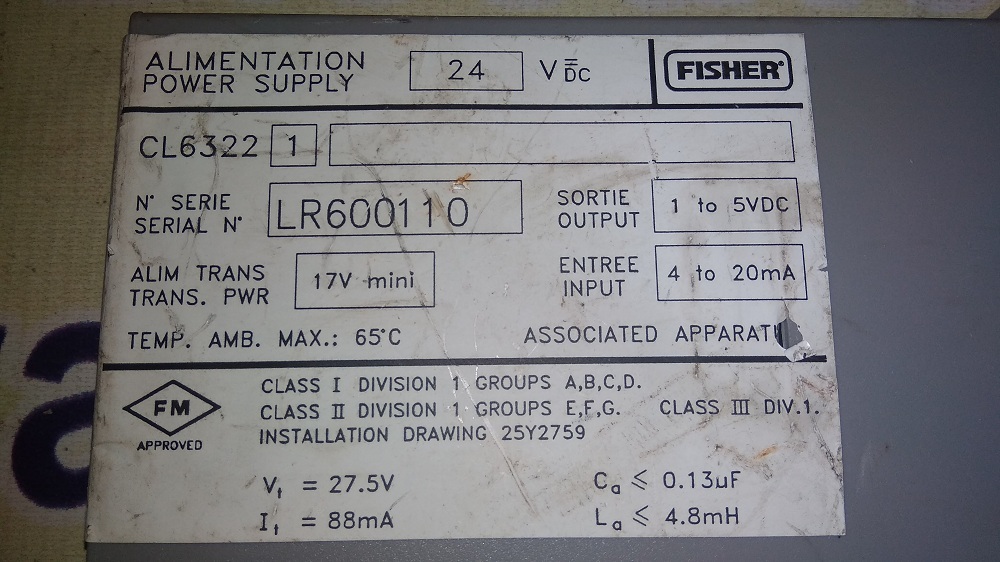 ALIMENTATION
POWER SUPPLY
24
V DC
FISHER®
CL6322 1
N° SERIE
SERIAL N°
LR600110
SORTIE
OUTPUT
1 to 5VDC
ALIM TRANS
TRANS. PWR
17V mini
ENTREE
INPUT
4 to 20mA
TEMP. AMB. MAX.: 65°C
ASSOCIATED
FM
APPROVED
CLASS I DIVISION 1 GROUPS A,B,C,D.
CLASS II DIVISION 1 GROUPS E,F,G. CLASS III DIV.1.
INSTALLATION DRAWING 25Y2759
Vt = 27.5V
It = 88mA
Ca ≤ 0.13uF
La ≤ 4.8mH